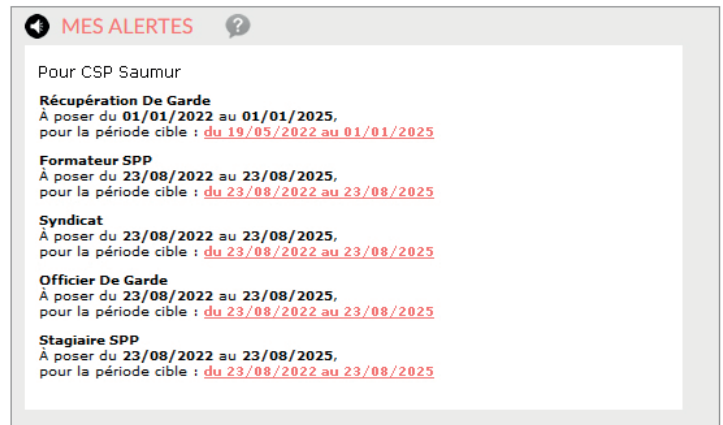 MES ALERTES ?
Pour CSP Saumur
Récupération De Garde
À poser du 01/01/2022 au 01/01/2025,
pour la période cible : du 19/05/2022 au 01/01/2025
Formateur SPP
À poser du 23/08/2022 au 23/08/2025,
pour la période cible : du 23/08/2022 au 23/08/2025
Syndicat
À poser du 23/08/2022 au 23/08/2025,
pour la période cible : du 23/08/2022 au 23/08/2025
Officier De Garde
À poser du 23/08/2022 au 23/08/2025,
pour la période cible : du 23/08/2022 au 23/08/2025
Stagiaire SPP
À poser du 23/08/2022 au 23/08/2025,
pour la période cible : du 23/08/2022 au 23/08/2025